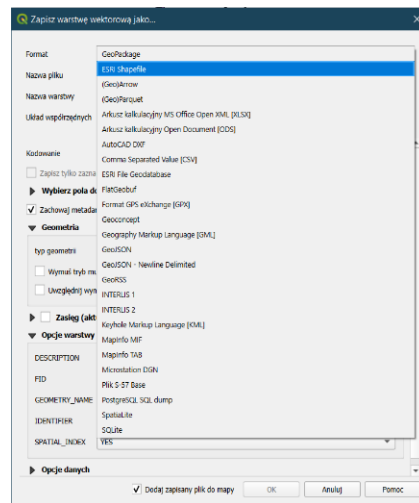 Zapisz warstwę wektorową jako...
Format
GeoPackage
ESRI Shapefile
Nazwa pliku
(Geo)Arrow
(Geo)Parquet
Nazwa warstwy
Arkusz kalkulacyjny MS Office Open XML [XLSX]
Układ współrzędnych
Arkusz kalkulacyjny Open Document [ODS]
AutoCAD DXF
Kodowanie
Comma Separated Value [CSV]
Zapisz tylko zazna
ESRI File Geodatabase
Wybierz pola do
FlatGeobuf
Zachowaj metadan
Format GPS eXchange [GPX]
Geoconcept
Geometria
Geography Markup Language [GML]
typ geometrii
GeoJSON
GeoJSON - Newline Delimited
Wymuś tryb mu
GeoRSS
Uwzględnij wym
INTERLIS 1
INTERLIS 2
Zasięg (akt
Keyhole Markup Language [KML]
Opcje warstwy
MapInfo MIF
MapInfo TAB
DESCRIPTION
Microstation DGN
FID
Plik S-57 Base
GEOMETRY_NAME
PostgreSQL SQL dump
IDENTIFIER
SpatiaLite
SQLite
SPATIAL_INDEX
YES
Opcje danych
Dodaj zapisany plik do mapy
OK
Anuluj
Pomoc